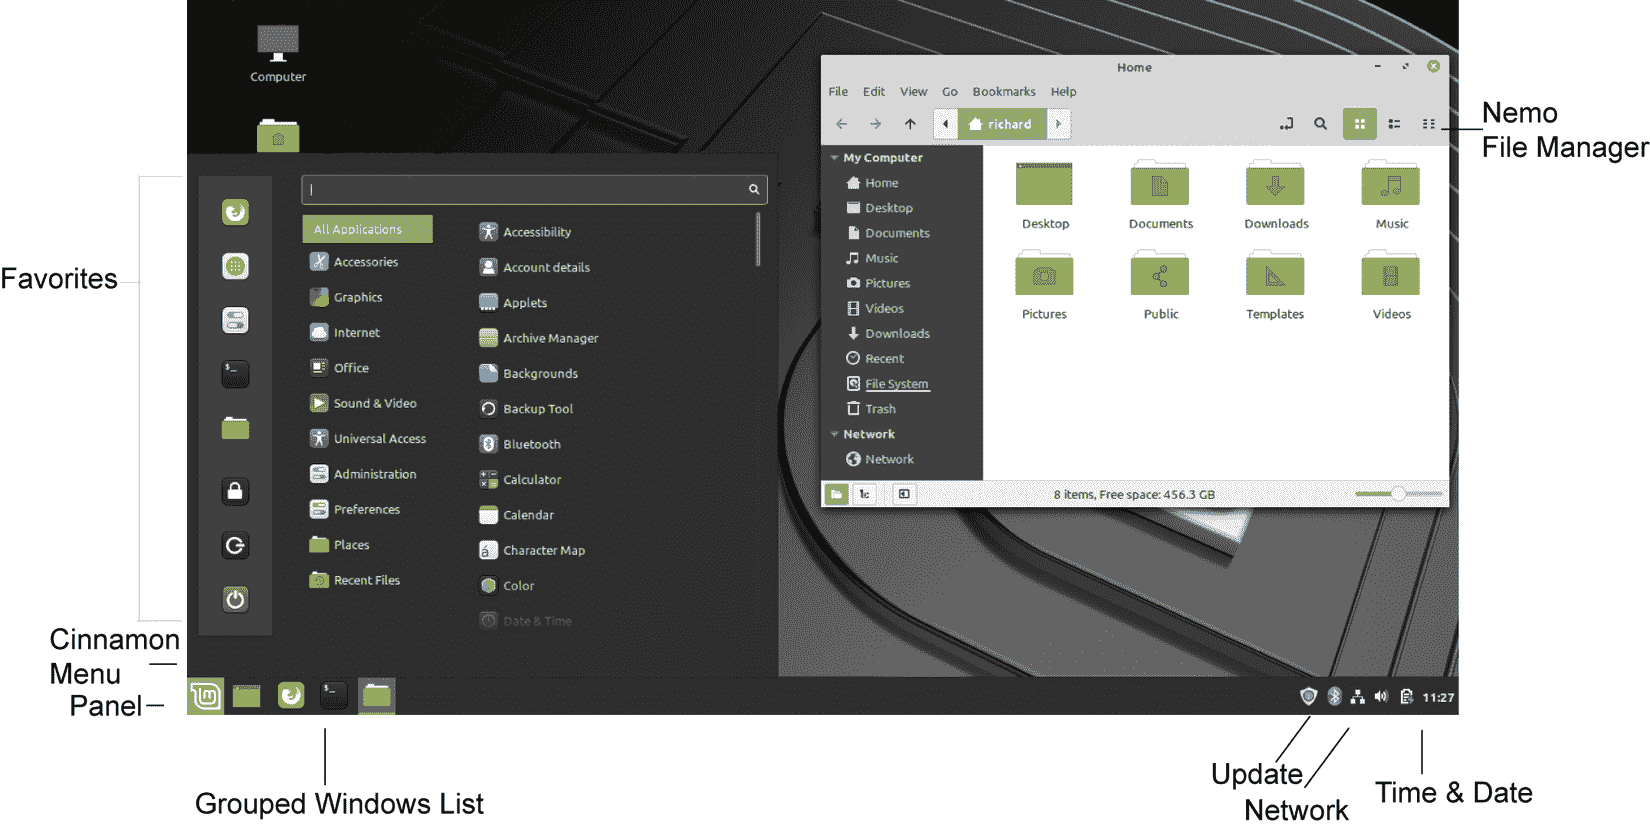 Computer
Home
File Edit View Go Bookmarks Help
richard
Nemo
File Manager
My Computer
Home
Desktop
Documents
Music
Pictures
Videos
Downloads
Recent
File System
Trash
Network
Network
Desktop Documents Downloads Music
Pictures Public Templates Videos
8 items, Free space: 456.3 GB
Favorites
All Applications
Accessories
Graphics
Internet
Office
Sound & Video
Universal Access
Administration
Preferences
Places
Recent Files
Accessibility
Account details
Applets
Archive Manager
Backgrounds
Backup Tool
Bluetooth
Calculator
Calendar
Character Map
Color
Date & Time
Cinnamon
Menu
Panel
$_
$_
11:27
Grouped Windows List
Update
Network
Time & Date